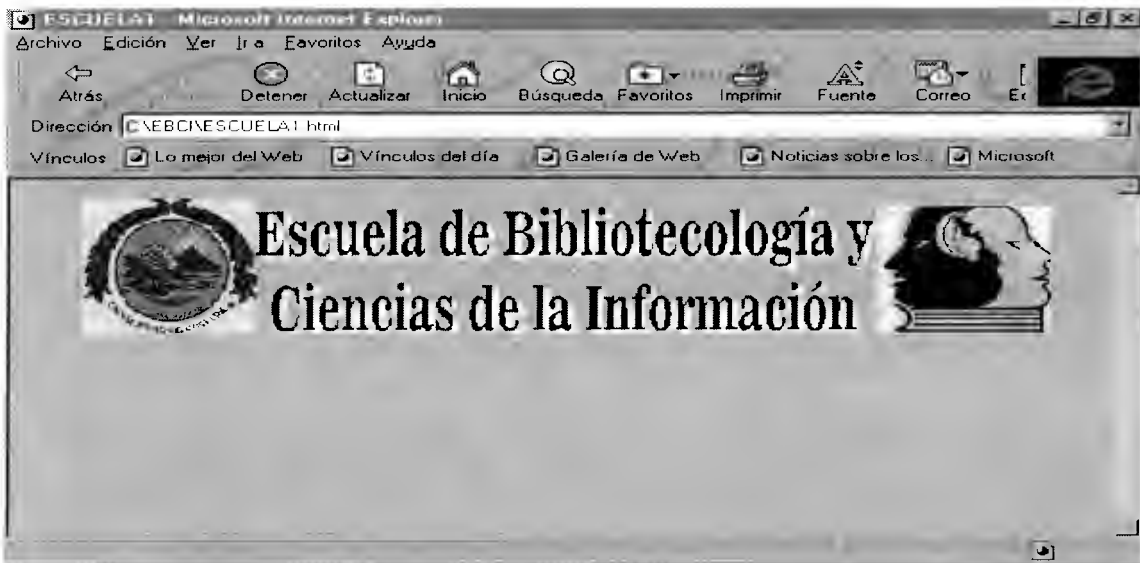 ESCUELA1 Microsoft Internet Explorer
Archivo Edición Ver Ir a Favoritos Ayuda
Atrás Detener Actualizar Inicio Búsqueda Favoritos Imprimir Fuente Correo
Dirección C:\EBCI\ESCUELA1.html
Vínculos Lo mejor del Web Vínculos del día Galería de Web Noticias sobre los... Microsoft
Escuela de Bibliotecología y
Ciencias de la Información